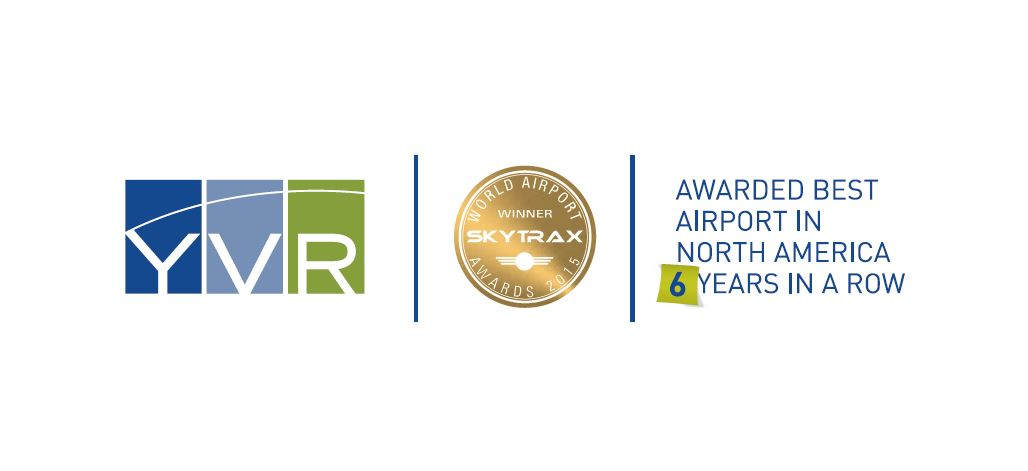 YVR
WORLD AIRPORT
WINNER
SKYTRAX
AWARDS 2015
AWARDED BEST
AIRPORT IN
NORTH AMERICA
6 YEARS IN A ROW